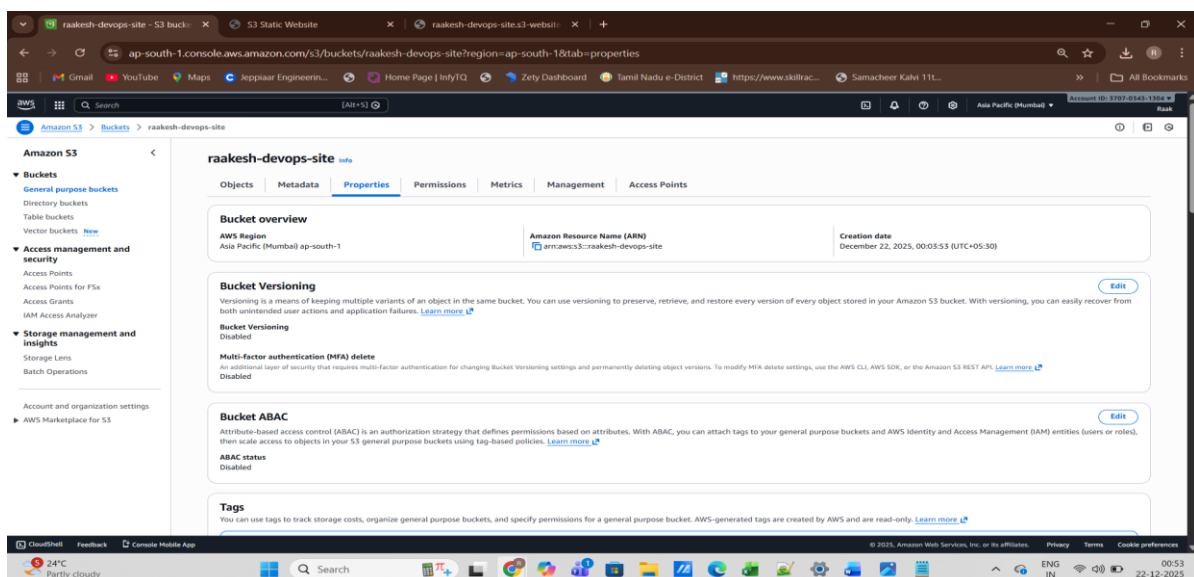 raakesh-devops-site - S3 bucke
S3 Static Website
raakesh-devops-site.s3-website
ap-south-1.console.aws.amazon.com/s3/buckets/raakesh-devops-site?region=ap-south-1&tab=properties
R
Gmail
YouTube
Maps
Jeppiaar Engineerin...
Home Page | InfyTQ
Zety Dashboard
Tamil Nadu e-District
https://www.skillrac...
Samacheer Kalvi 11t...
»
All Bookmarks
aws
Search
[Alt+S]
Asia Pacific (Mumbai)
Account ID: 3707-0343-1304
Raak
Amazon S3 > Buckets > raakesh-devops-site
Amazon S3
Buckets
General purpose buckets
Directory buckets
Table buckets
Vector buckets New
Access management and
security
Access Points
Access Points for FSx
Access Grants
IAM Access Analyzer
Storage management and
insights
Storage Lens
Batch Operations
Account and organization settings
AWS Marketplace for S3
raakesh-devops-site Info
Objects
Metadata
Properties
Permissions
Metrics
Management
Access Points
Bucket overview
AWS Region
Asia Pacific (Mumbai) ap-south-1
Amazon Resource Name (ARN)
arn:aws:s3:::raakesh-devops-site
Creation date
December 22, 2025, 00:03:53 (UTC+05:30)
Bucket Versioning
Edit
Versioning is a means of keeping multiple variants of an object in the same bucket. You can use versioning to preserve, retrieve, and restore every version of every object stored in your Amazon S3 bucket. With versioning, you can easily recover from
both unintended user actions and application failures. Learn more
Bucket Versioning
Disabled
Multi-factor authentication (MFA) delete
An additional layer of security that requires multi-factor authentication for changing Bucket Versioning settings and permanently deleting object versions. To modify MFA delete settings, use the AWS CLI, AWS SDK, or the Amazon S3 REST API. Learn more
Disabled
Bucket ABAC
Edit
Attribute-based access control (ABAC) is an authorization strategy that defines permissions based on attributes. With ABAC, you can attach tags to your general purpose buckets and AWS Identity and Access Management (IAM) entities (users or roles),
then scale access to objects in your S3 general purpose buckets using tag-based policies. Learn more
ABAC status
Disabled
Tags
You can use tags to track storage costs, organize general purpose buckets, and specify permissions for a general purpose bucket. AWS-generated tags are created by AWS and are read-only. Learn more
CloudShell
Feedback
Console Mobile App
© 2025, Amazon Web Services, Inc. or its affiliates.
Privacy
Terms
Cookie preferences
5
24°C
Partly cloudy
Search
ENG
IN
00:53
22-12-2025